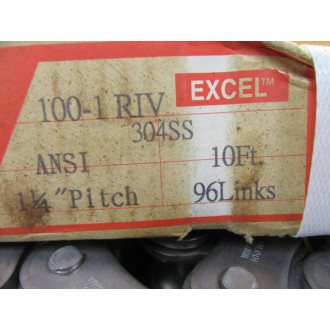 EXCEL™
100-1 RIV
304SS
ANSI 10Ft.
1¼"Pitch 96Links